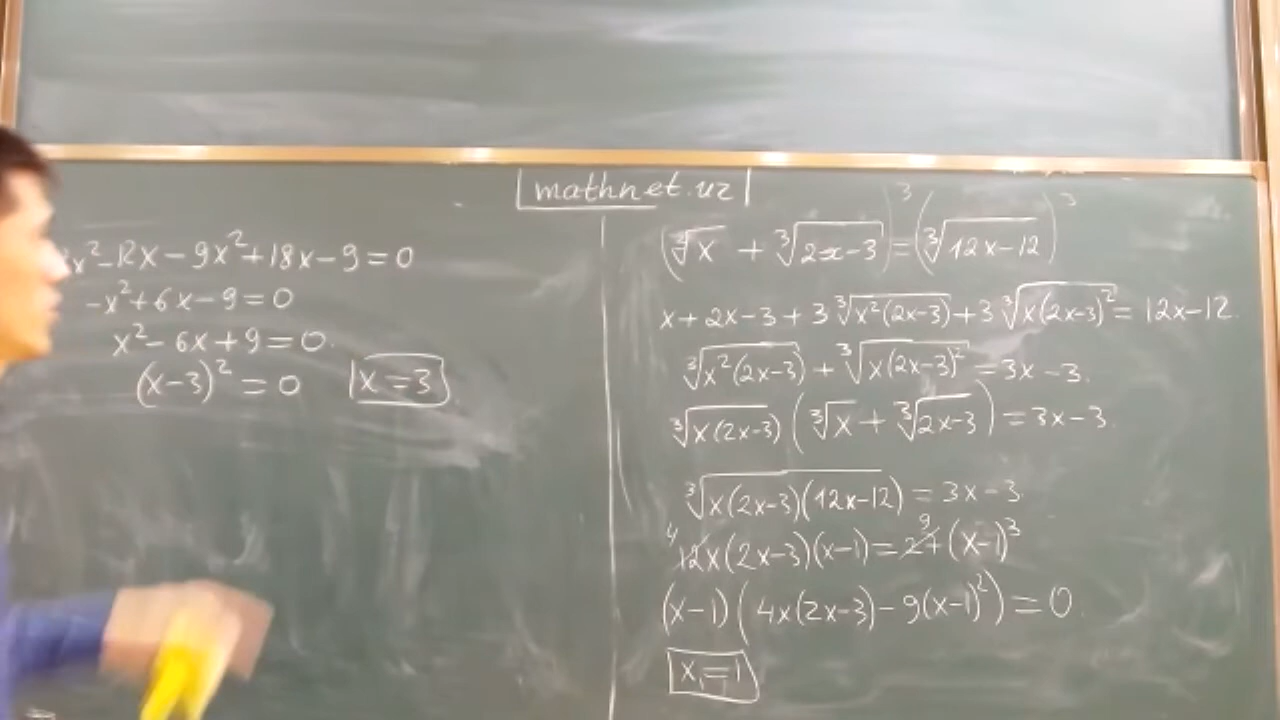 mathnet.uz
x²-12x-9x²+18x-9=0
-x²+6x-9=0
x²-6x+9=0.
(x-3)²=0 x=3
(∛x + ∛(2x-3))³=(∛(12x-12))³
x+2x-3+3∛(x²(2x-3))+3∛(x(2x-3)²)=12x-12.
∛(x²(2x-3))+∛(x(2x-3)²)=3x-3.
∛(x(2x-3))(∛x+∛(2x-3))=3x-3.
∛(x(2x-3)(12x-12))=3x-3
4 12x(2x-3)(x-1)=27 9 (x-1)³
(x-1)(4x(2x-3)-9(x-1)²)=0.
x₁=1